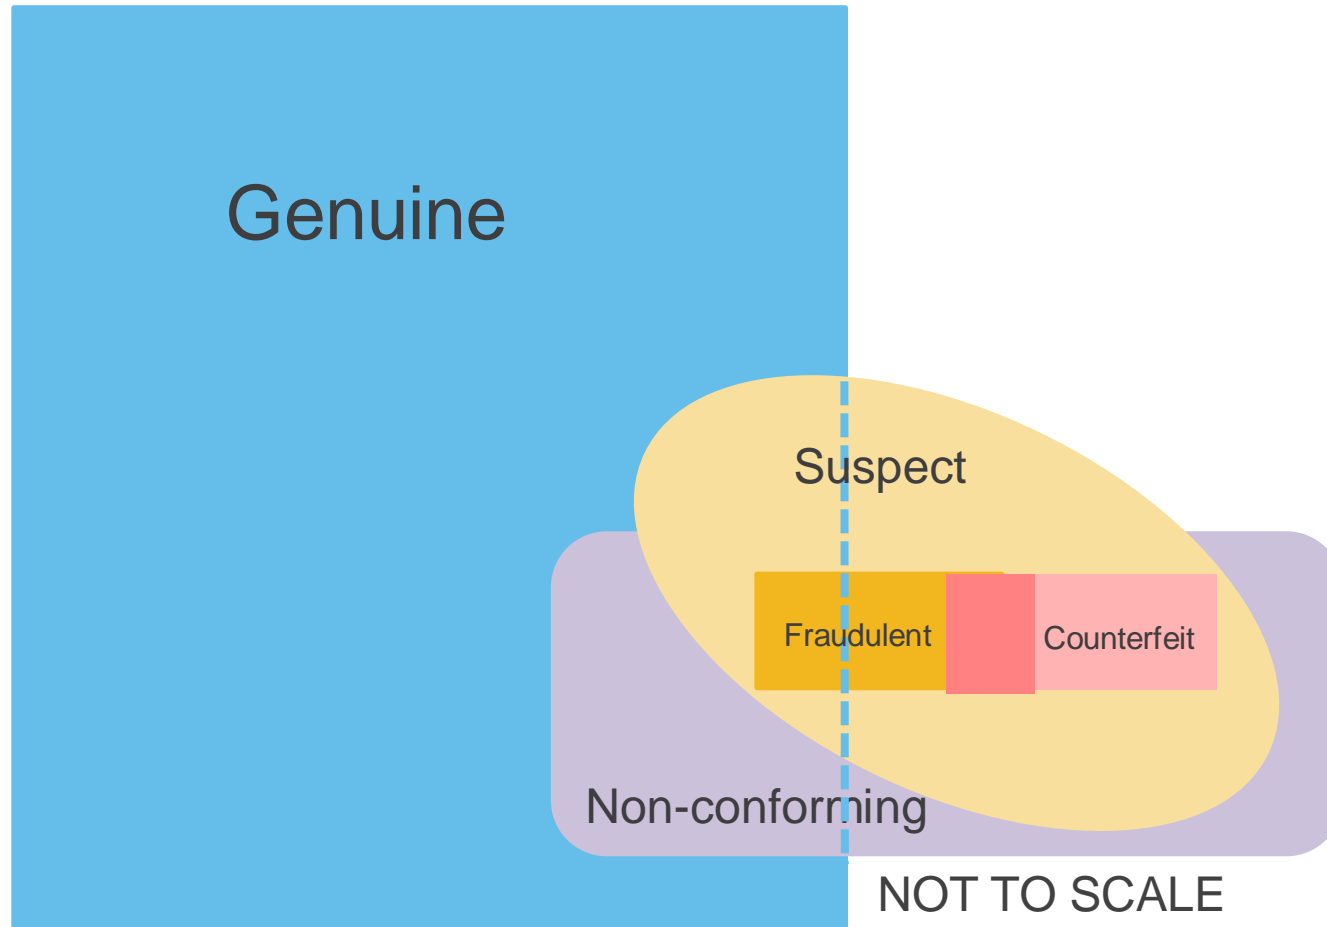 Genuine
Suspect
Fraudulent
Counterfeit
Non-conforming
NOT TO SCALE